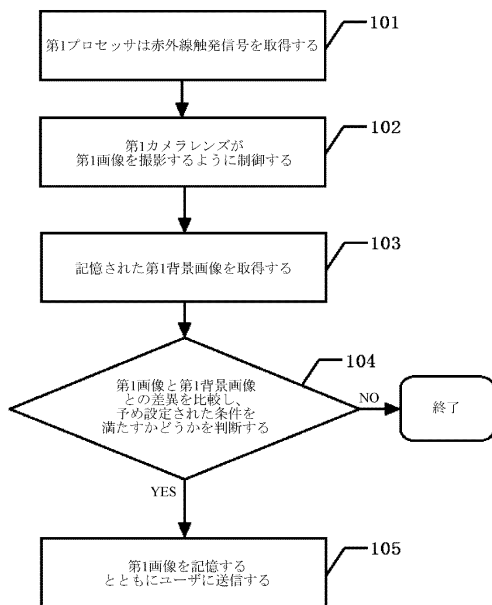 101
第1プロセッサは赤外線触発信号を取得する
102
第1カメラレンズが
第1画像を撮影するように制御する
103
記憶された第1背景画像を取得する
104
第1画像と第1背景画像
との差異を比較し、
予め設定された条件を
満たすかどうかを判断する
NO
終了
YES
105
第1画像を記憶する
とともにユーザに送信する